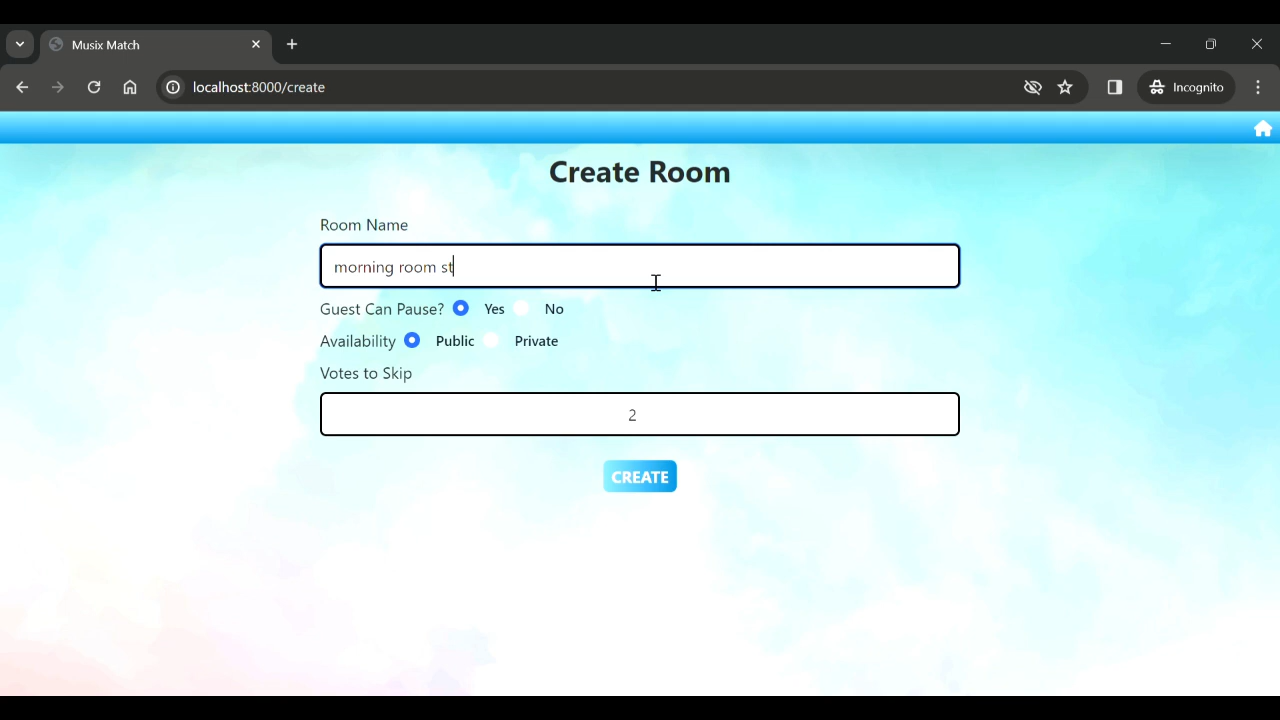 Musix Match
localhost:8000/create
Incognito
Create Room
Room Name
morning room st
Guest Can Pause? Yes No
Availability Public Private
Votes to Skip
2
CREATE